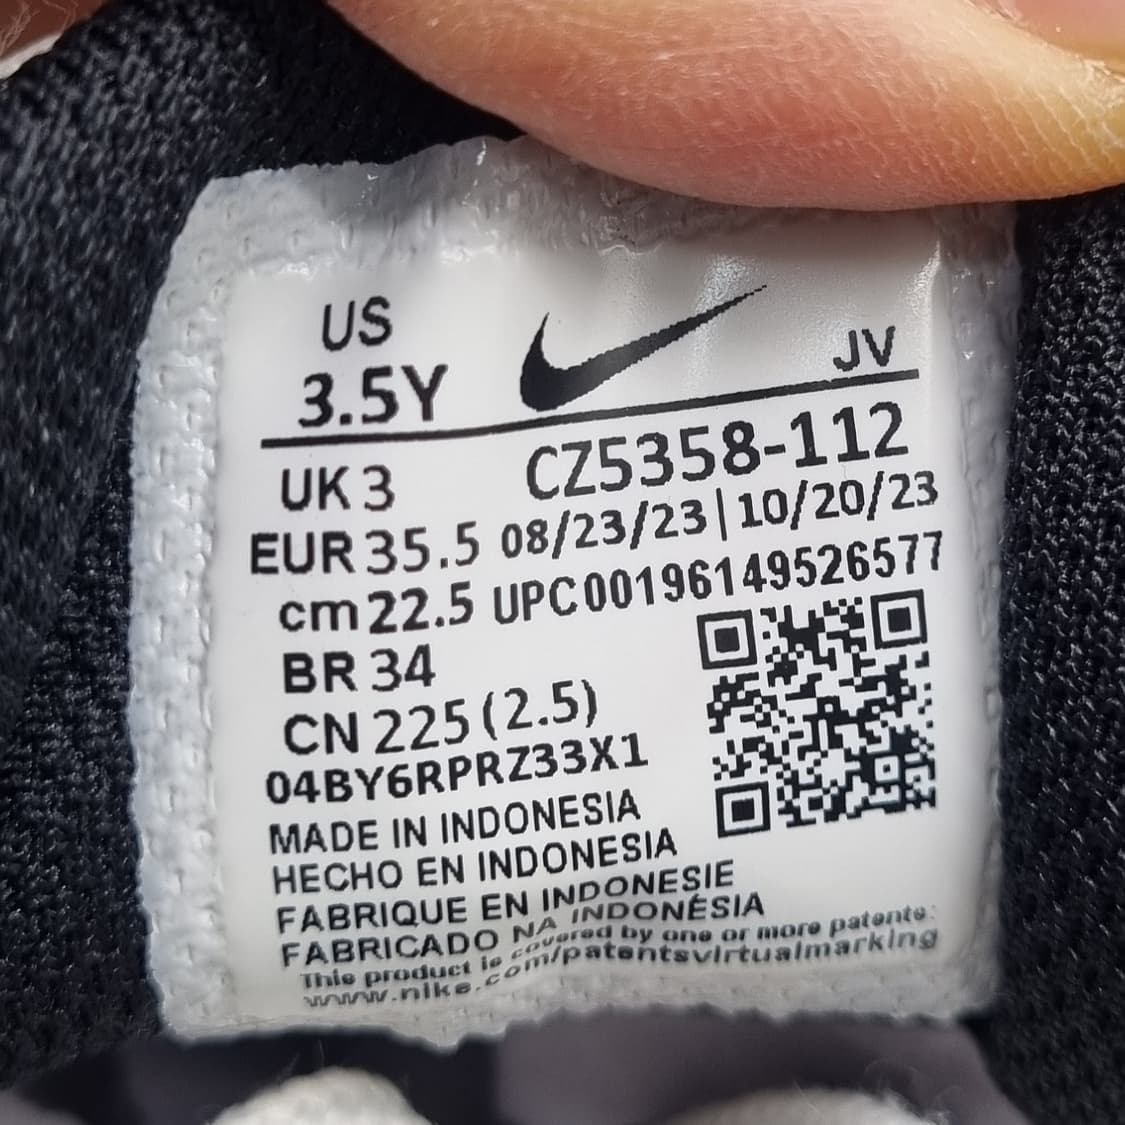 US
3.5Y
JV
UK 3
CZ5358-112
EUR 35.5 08/23/23|10/20/23
cm 22.5 UPC00196149526577
BR 34
CN 225 (2.5)
04BY6RPRZ33X1
MADE IN INDONESIA
HECHO EN INDONESIA
FABRIQUE EN INDONESIE
FABRICADO NA INDONÉSIA
This product is covered by one or more patents:
www.nike.com/patentsvirtualmarking